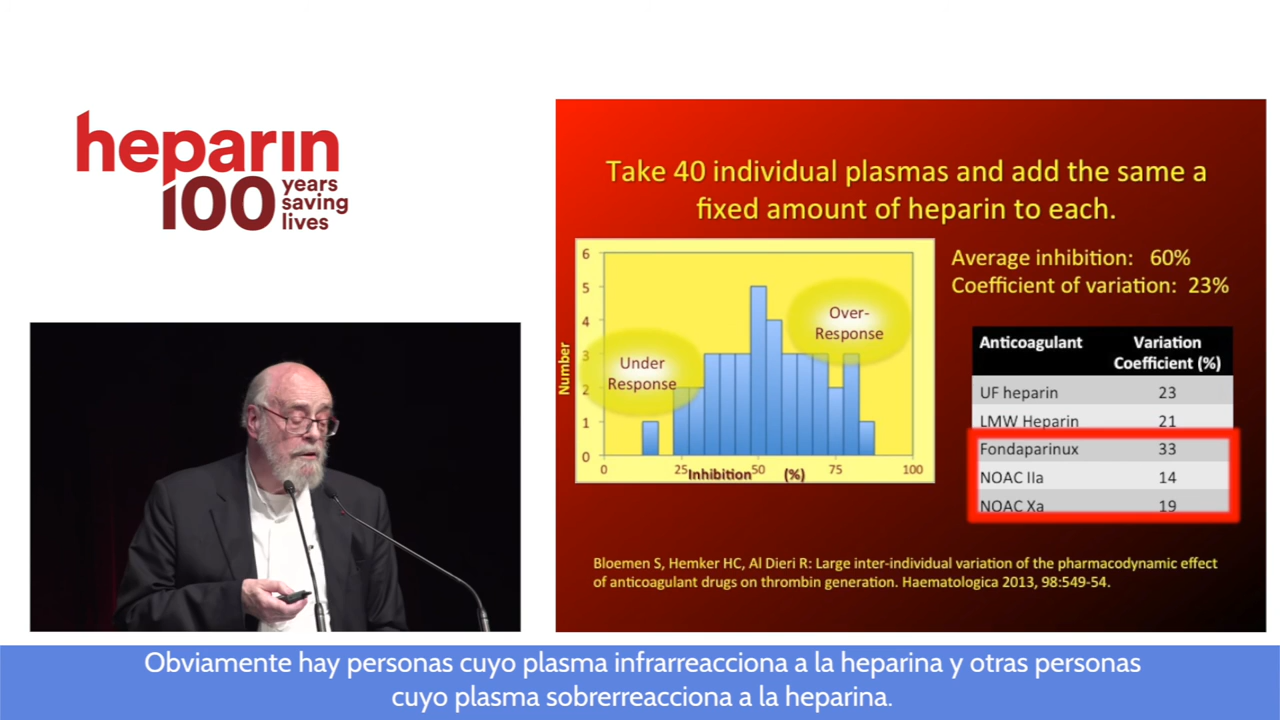 heparin
100 years
saving
lives
Take 40 individual plasmas and add the same a
fixed amount of heparin to each.
6
5
4
3
2
1
0
Number
Under
Response
Over-
Response
0 25 50 75 100
Inhibition (%)
Average inhibition: 60%
Coefficient of variation: 23%
Anticoagulant Variation
Coefficient (%)
UF heparin 23
LMW Heparin 21
Fondaparinux 33
NOAC IIa 14
NOAC Xa 19
Bloemen S, Hemker HC, Al Dieri R: Large inter-individual variation of the pharmacodynamic effect
of anticoagulant drugs on thrombin generation. Haematologica 2013, 98:549-54.
Obviamente hay personas cuyo plasma infrarreacciona a la heparina y otras personas
cuyo plasma sobrerreacciona a la heparina.